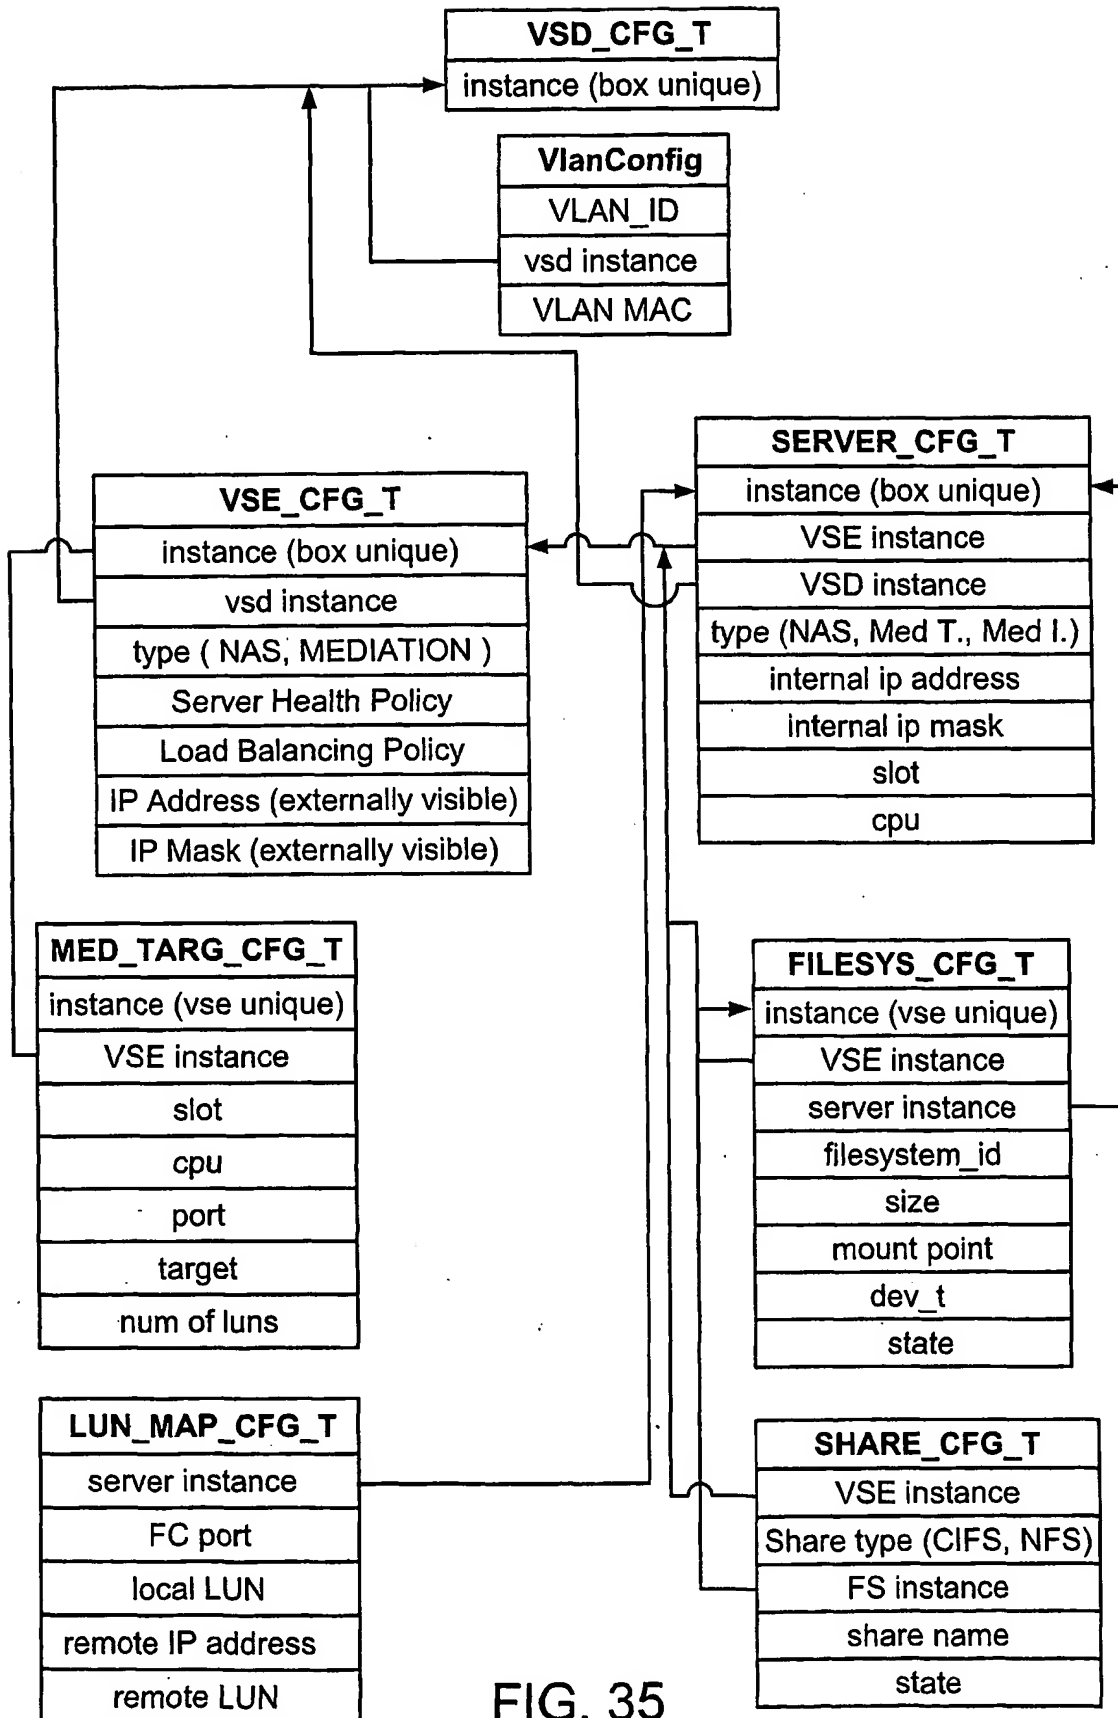 VSD_CFG_T
instance (box unique)
VlanConfig
VLAN_ID
vsd instance
VLAN MAC
SERVER_CFG_T
instance (box unique)
VSE instance
VSD instance
type (NAS, Med T., Med I.)
internal ip address
internal ip mask
slot
cpu
VSE_CFG_T
instance (box unique)
vsd instance
type ( NAS, MEDIATION )
Server Health Policy
Load Balancing Policy
IP Address (externally visible)
IP Mask (externally visible)
MED_TARG_CFG_T
instance (vse unique)
VSE instance
slot
cpu
port
target
num of luns
FILESYS_CFG_T
instance (vse unique)
VSE instance
server instance
filesystem_id
size
mount point
dev_t
state
LUN_MAP_CFG_T
server instance
FC port
local LUN
remote IP address
remote LUN
SHARE_CFG_T
VSE instance
Share type (CIFS, NFS)
FS instance
share name
state
FIG. 35